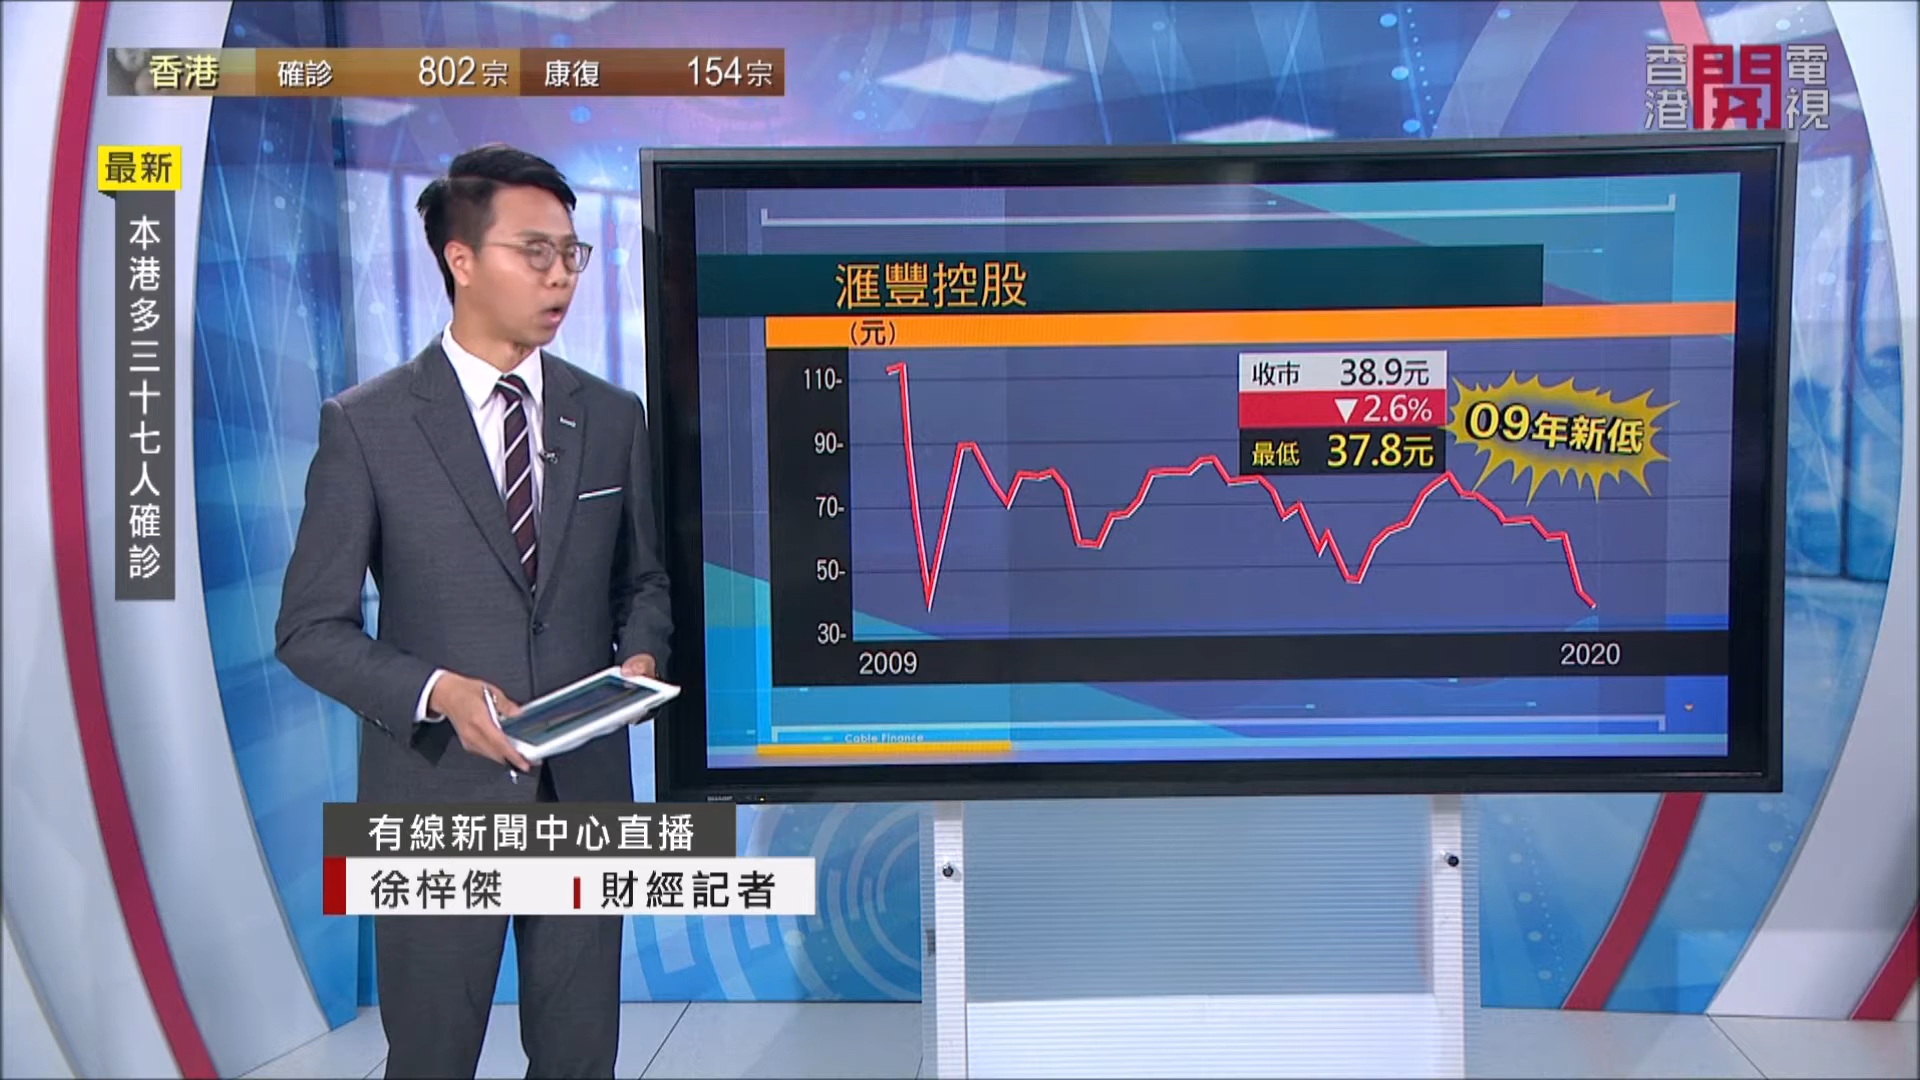 香港 確診 802宗 康復 154宗
香港開電視
最新
本港多三十七人確診
滙豐控股
(元)
110-
90-
70-
50-
30-
2009
2020
收市 38.9元
▼2.6%
最低 37.8元
09年新低
Cable Finance
有線新聞中心直播
徐梓傑 財經記者